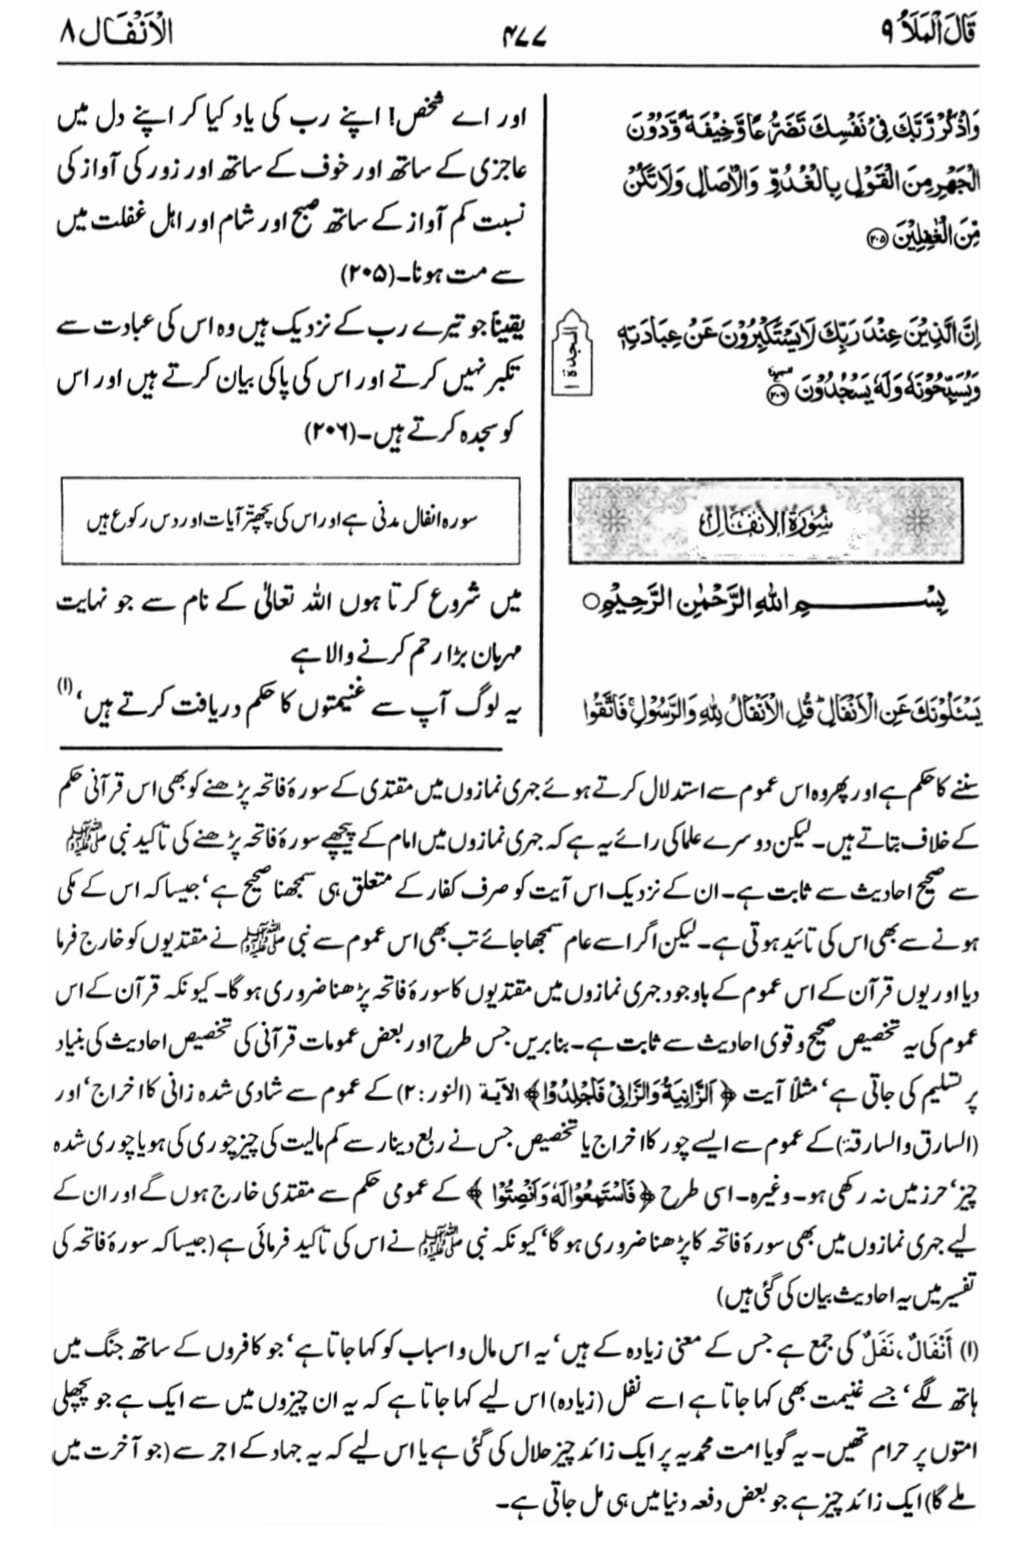 قَالَ الْمَلَأُ ۹
۴۷۷
الْأَنْفَال ۸
وَاذْكُرْ رَّبَّكَ فِیْ نَفْسِكَ تَضَرُّعًا وَّخِیْفَةً وَّدُوْنَ
الْجَهْرِ مِنَ الْقَوْلِ بِالْغُدُوِّ وَالْاٰصَالِ وَلَا تَكُنْ
مِّنَ الْغٰفِلِیْنَ ۝۲۰۵
اِنَّ الَّذِیْنَ عِنْدَ رَبِّكَ لَا یَسْتَكْبِرُوْنَ عَنْ عِبَادَتِهٖ
وَیُسَبِّحُوْنَهٗ وَلَهٗ یَسْجُدُوْنَ ۝۲۰۶
السجدة ۱
سُوْرَةُ الْاَنْفَالِ
بِسْمِ اللهِ الرَّحْمٰنِ الرَّحِیْمِ ○
یَسْـَٔلُوْنَكَ عَنِ الْاَنْفَالِ ؕ قُلِ الْاَنْفَالُ لِلّٰهِ وَالرَّسُوْلِ ۚ فَاتَّقُوا
اور اے شخص! اپنے رب کی یاد کیا کر اپنے دل میں
عاجزی کے ساتھ اور خوف کے ساتھ اور زور کی آواز کی
نسبت کم آواز کے ساتھ صبح اور شام اور اہل غفلت میں
سے مت ہونا۔ (۲۰۵)
یقیناً جو تیرے رب کے نزدیک ہیں وہ اس کی عبادت سے
تکبر نہیں کرتے اور اس کی پاکی بیان کرتے ہیں اور اس
کو سجدہ کرتے ہیں۔ (۲۰۶)
سورہ انفال مدنی ہے اور اس کی پچھتر آیات اور دس رکوع ہیں
میں شروع کرتا ہوں اللہ تعالیٰ کے نام سے جو نہایت
مہربان بڑا رحم کرنے والا ہے
یہ لوگ آپ سے غنیمتوں کا حکم دریافت کرتے ہیں،‏ (۱)
سننے کا حکم ہے اور پھر وہ اس عموم سے استدلال کرتے ہوئے جہری نمازوں میں مقتدی کے سورۂ فاتحہ پڑھنے کو بھی اس قرآنی حکم
کے خلاف بتاتے ہیں۔ لیکن دوسرے علما کی رائے یہ ہے کہ جہری نمازوں میں امام کے پیچھے سورۂ فاتحہ پڑھنے کی تاکید نبی ﷺ
سے صحیح احادیث سے ثابت ہے۔ ان کے نزدیک اس آیت کو صرف کفار کے متعلق ہی سمجھنا صحیح ہے‘ جیسا کہ اس کے مکی
ہونے سے بھی اس کی تائید ہوتی ہے۔ لیکن اگر اسے عام سمجھا جائے تب بھی اس عموم سے نبی ﷺ نے مقتدیوں کو خارج فرما
دیا اور یوں قرآن کے اس عموم کے باوجود جہری نمازوں میں مقتدیوں کا سورۂ فاتحہ پڑھنا ضروری ہو گا۔ کیونکہ قرآن کے اس
عموم کی یہ تخصیص صحیح و قوی احادیث سے ثابت ہے۔ بنابریں جس طرح اور بعض عمومات قرآنی کی تخصیص احادیث کی بنیاد
پر تسلیم کی جاتی ہے‘ مثلاً آیت ﴿ اَلزَّانِیَةُ وَالزَّانِیْ فَاجْلِدُوْا ﴾ الآیۃ (النور: ۲) کے عموم سے شادی شدہ زانی کا اخراج‘ اور
(السارق والسارقۃ) کے عموم سے ایسے چور کا اخراج یا تخصیص جس نے ربع دینار سے کم مالیت کی چیز چوری کی ہو یا چوری شدہ
چیز‘ حرز میں نہ رکھی ہو۔ وغیرہ۔ اسی طرح ﴿ فَاسْتَمِعُوْا لَهٗ وَاَنْصِتُوْا ﴾ کے عمومی حکم سے مقتدی خارج ہوں گے اور ان کے
لیے جہری نمازوں میں بھی سورۂ فاتحہ کا پڑھنا ضروری ہو گا‘ کیونکہ نبی ﷺ نے اس کی تاکید فرمائی ہے (جیسا کہ سورۂ فاتحہ کی
تفسیر میں یہ احادیث بیان کی گئی ہیں)
(۱) أَنْفَالٌ، نَفَلٌ کی جمع ہے جس کے معنی زیادہ کے ہیں‘ یہ اس مال و اسباب کو کہا جاتا ہے‘ جو کافروں کے ساتھ جنگ میں
ہاتھ لگے‘ جسے غنیمت بھی کہا جاتا ہے اسے نفل (زیادہ) اس لیے کہا جاتا ہے کہ یہ ان چیزوں میں سے ایک ہے جو پچھلی
امتوں پر حرام تھیں۔ یہ گویا امت محمدیہ پر ایک زائد چیز حلال کی گئی ہے یا اس لیے کہ یہ جہاد کے اجر سے (جو آخرت میں
ملے گا) ایک زائد چیز ہے جو بعض دفعہ دنیا میں ہی مل جاتی ہے۔